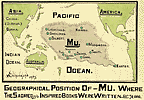 PACIFIC
ASIA
AMERICA
MU.
INDIAN
OCEAN.
AUSTRALIA
OCEAN.
GEOGRAPHICAL POSITION OF MU. WHERE
THE SACRED AND INSPIRED BOOKS WERE WRITTEN.